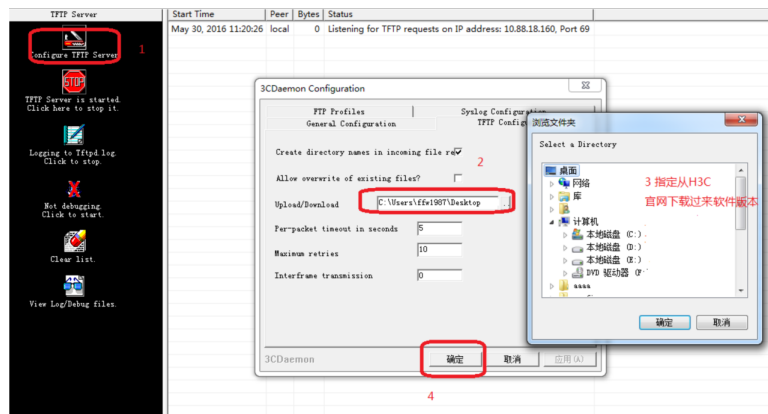 TFTP Server
Start Time Peer Bytes Status
May 30, 2016 11:20:26 local 0 Listening for TFTP requests on IP address: 10.88.18.160, Port 69
Configure TFTP Server
1
STOP
TFTP Server is started.
Click here to stop it.
Logging to Tftpd.log.
Click to stop.
Not debugging.
Click to start.
Clear list.
View Log/Debug files.
3CDaemon Configuration
FTP Profiles Syslog Configuration
General Configuration TFTP Config
Create directory names in incoming file re
2
Allow overwrite of existing files?
Upload/Download C:\Users\ffw1987\Desktop
Per-packet timeout in seconds 5
Maximum retries 10
Interframe transmission 0
3CDaemon 确定 取消 应用(A)
4
浏览文件夹
Select a Directory
桌面
网络
库
计算机
本地磁盘 (C:)
本地磁盘 (D:)
本地磁盘 (E:)
DVD 驱动器 (F:
aaaa
3 指定从H3C
官网下载过来软件版本
确定 取消